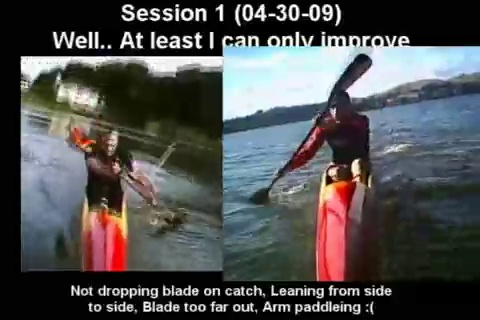 Session 1 (04-30-09)
Well.. At least I can only improve
Not dropping blade on catch, Leaning from side
to side, Blade too far out, Arm paddleing :(